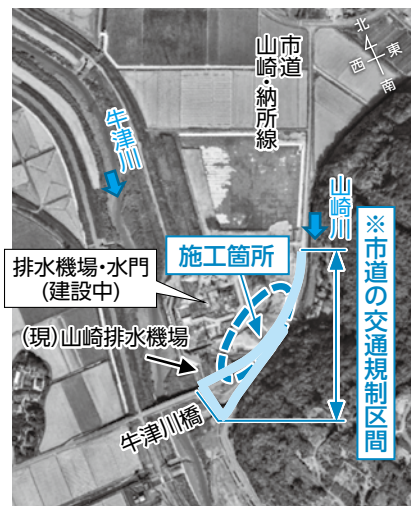 北
西 東
南
市道
山崎・納所線
牛津川
山崎川
施工箇所
排水機場・水門
(建設中)
(現)山崎排水機場
牛津川橋
※市道の交通規制区間